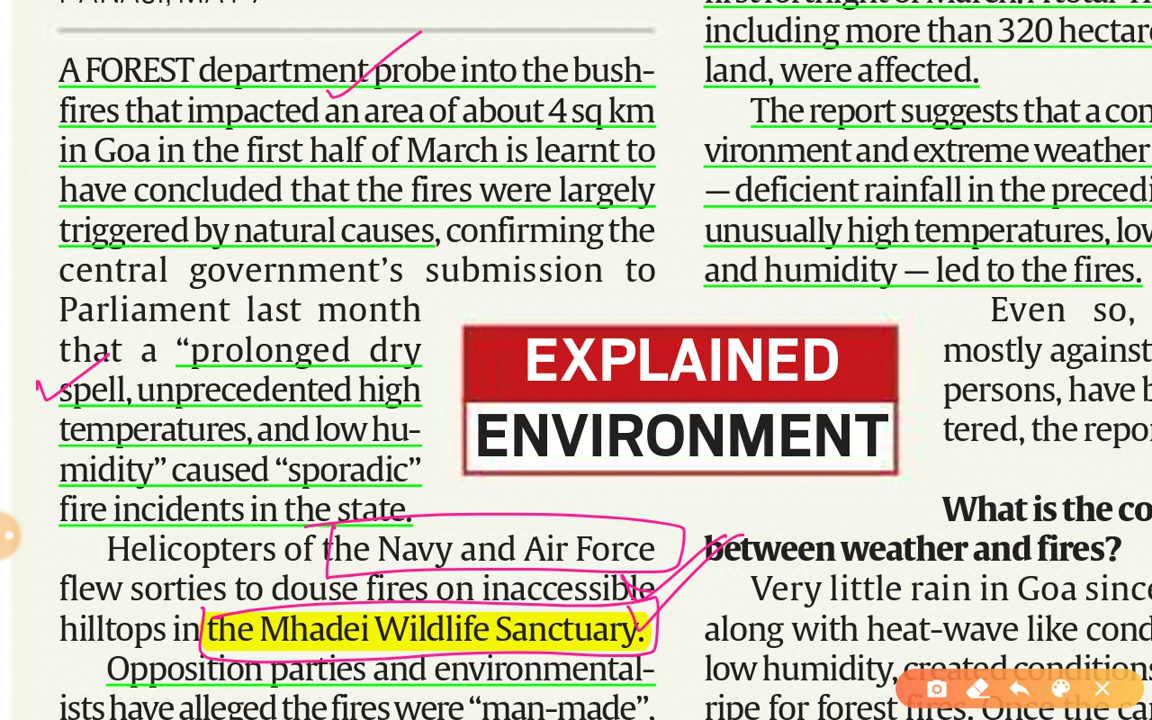 A FOREST department probe into the bush-
fires that impacted an area of about 4 sq km
in Goa in the first half of March is learnt to
have concluded that the fires were largely
triggered by natural causes, confirming the
central government's submission to
Parliament last month
that a “prolonged dry
spell, unprecedented high
temperatures, and low hu-
midity” caused “sporadic”
fire incidents in the state.
Helicopters of the Navy and Air Force
flew sorties to douse fires on inaccessible
hilltops in the Mhadei Wildlife Sanctuary.
Opposition parties and environmental-
ists have alleged the fires were “man-made”.
EXPLAINED
ENVIRONMENT
including more than 320 hectar
land, were affected.
The report suggests that a con
vironment and extreme weather
— deficient rainfall in the precedi
unusually high temperatures, lov
and humidity — led to the fires.
Even so,
mostly against
persons, have b
tered, the repor
What is the co
between weather and fires?
Very little rain in Goa since
along with heat-wave like cond
low humidity, created conditions
ripe for forest fires. Once the can